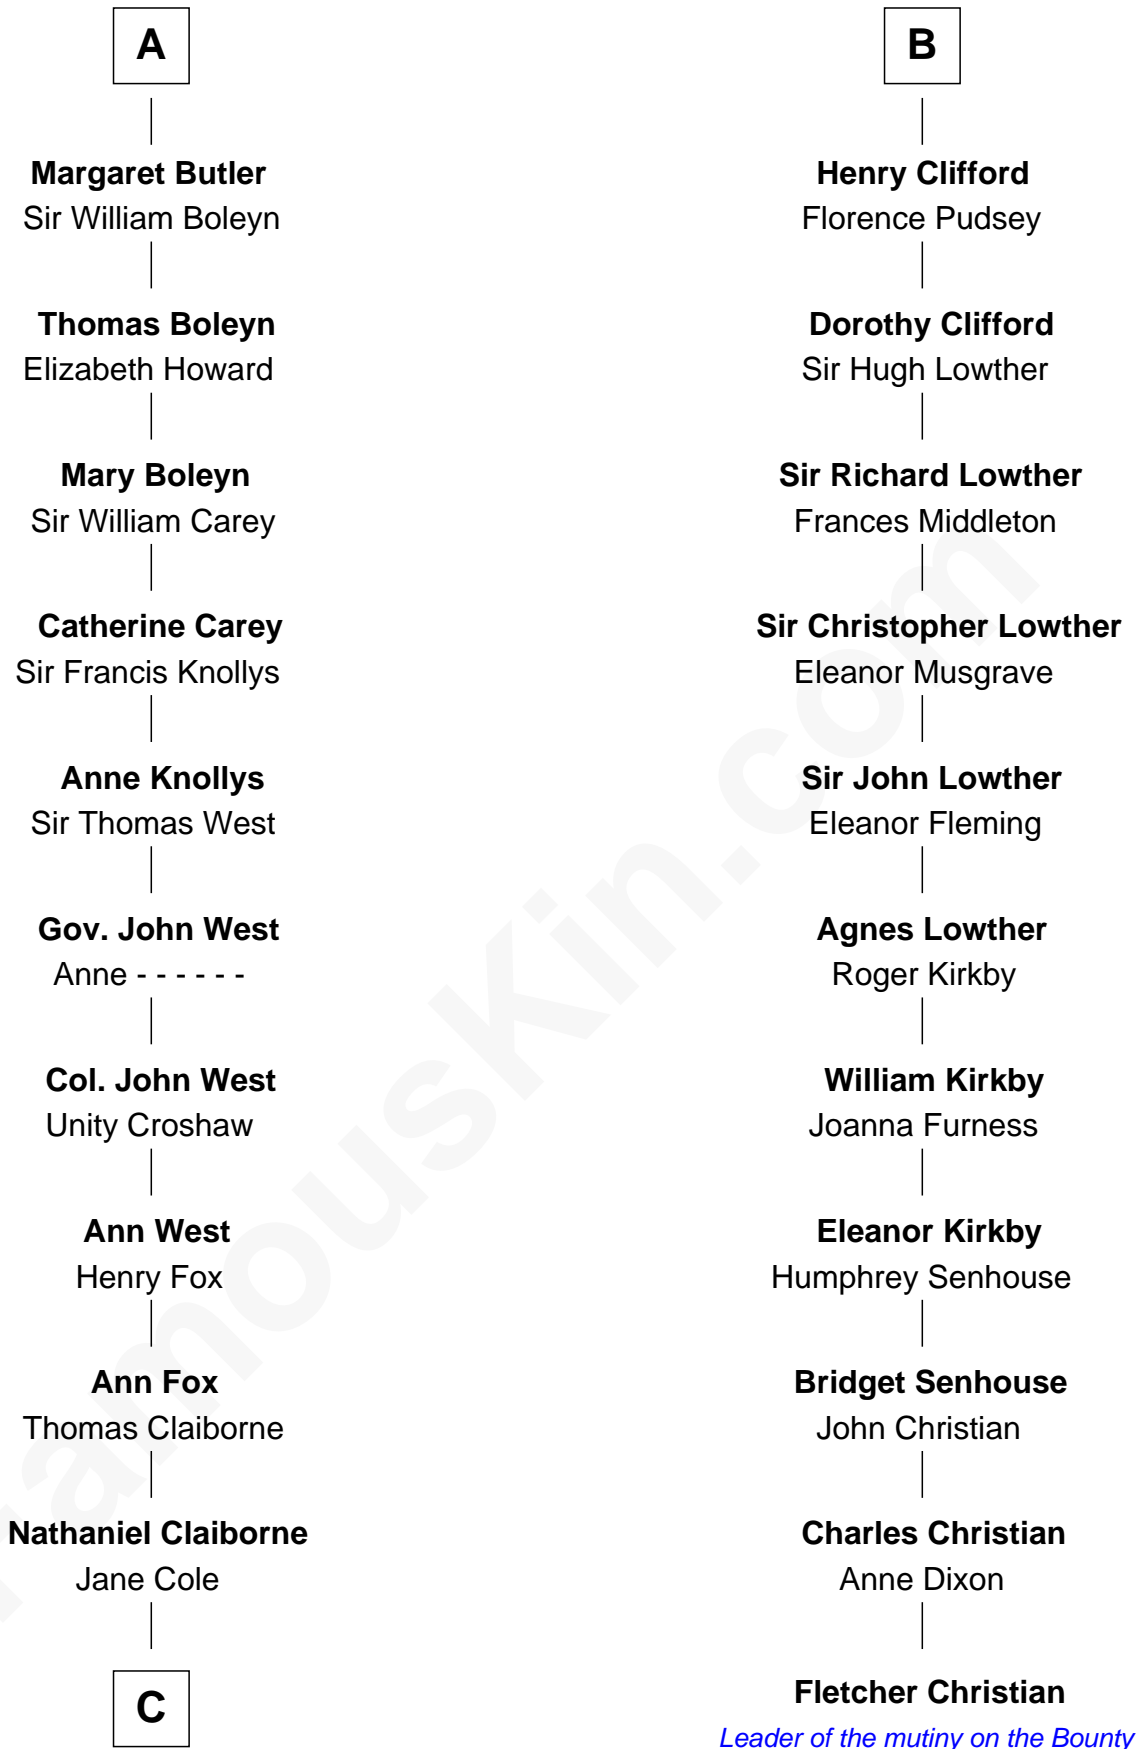 A
Margaret Butler
Sir William Boleyn
Thomas Boleyn
Elizabeth Howard
Mary Boleyn
Sir William Carey
Catherine Carey
Sir Francis Knollys
Anne Knollys
Sir Thomas West
Gov. John West
Anne - - - - - -
Col. John West
Unity Croshaw
Ann West
Henry Fox
Ann Fox
Thomas Claiborne
Nathaniel Claiborne
Jane Cole
C
B
Henry Clifford
Florence Pudsey
Dorothy Clifford
Sir Hugh Lowther
Sir Richard Lowther
Frances Middleton
Sir Christopher Lowther
Eleanor Musgrave
Sir John Lowther
Eleanor Fleming
Agnes Lowther
Roger Kirkby
William Kirkby
Joanna Furness
Eleanor Kirkby
Humphrey Senhouse
Bridget Senhouse
John Christian
Charles Christian
Anne Dixon
Fletcher Christian
Leader of the mutiny on the Bounty
FamousKin.com